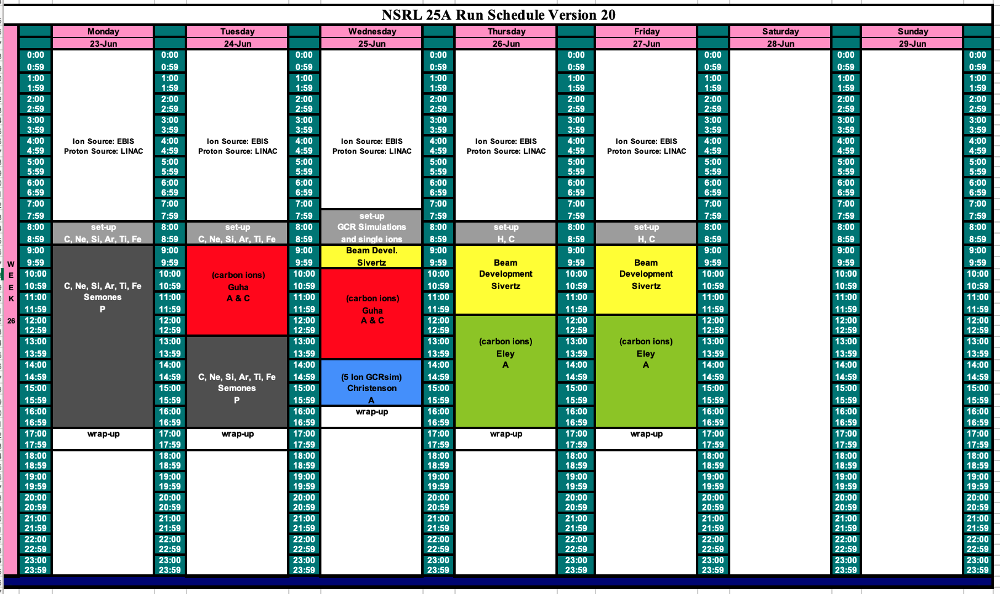 NSRL 25A Run Schedule Version 20
Monday Tuesday Wednesday Thursday Friday Saturday Sunday
23-Jun 24-Jun 25-Jun 26-Jun 27-Jun 28-Jun 29-Jun
0:00 0:00 0:00 0:00 0:00 0:00 0:00 0:00
0:59 0:59 0:59 0:59 0:59 0:59 0:59 0:59
1:00 1:00 1:00 1:00 1:00 1:00 1:00 1:00
1:59 1:59 1:59 1:59 1:59 1:59 1:59 1:59
2:00 2:00 2:00 2:00 2:00 2:00 2:00 2:00
2:59 2:59 2:59 2:59 2:59 2:59 2:59 2:59
3:00 3:00 3:00 3:00 3:00 3:00 3:00 3:00
3:59 3:59 3:59 3:59 3:59 3:59 3:59 3:59
4:00 Ion Source: EBIS 4:00 Ion Source: EBIS 4:00 Ion Source: EBIS 4:00 Ion Source: EBIS 4:00 Ion Source: EBIS 4:00 4:00 4:00
4:59 Proton Source: LINAC 4:59 Proton Source: LINAC 4:59 Proton Source: LINAC 4:59 Proton Source: LINAC 4:59 Proton Source: LINAC 4:59 4:59 4:59
5:00 5:00 5:00 5:00 5:00 5:00 5:00 5:00
5:59 5:59 5:59 5:59 5:59 5:59 5:59 5:59
6:00 6:00 6:00 6:00 6:00 6:00 6:00 6:00
6:59 6:59 6:59 6:59 6:59 6:59 6:59 6:59
7:00 7:00 7:00 7:00 7:00 7:00 7:00 7:00
7:59 7:59 7:59 set-up 7:59 7:59 7:59 7:59 7:59
8:00 set-up 8:00 set-up 8:00 GCR Simulations 8:00 set-up 8:00 set-up 8:00 8:00 8:00
8:59 C, Ne, Si, Ar, Ti, Fe 8:59 C, Ne, Si, Ar, Ti, Fe 8:59 and single ions 8:59 H, C 8:59 H, C 8:59 8:59 8:59
9:00 9:00 9:00 Beam Devel. 9:00 9:00 9:00 9:00 9:00
W 9:59 9:59 9:59 Sivertz 9:59 Beam 9:59 Beam 9:59 9:59 9:59
E 10:00 10:00 (carbon ions) 10:00 10:00 Development 10:00 Development 10:00 10:00 10:00
E 10:59 C, Ne, Si, Ar, Ti, Fe 10:59 Guha 10:59 10:59 Sivertz 10:59 Sivertz 10:59 10:59 10:59
K 11:00 Semones 11:00 A & C 11:00 (carbon ions) 11:00 11:00 11:00 11:00 11:00
11:59 P 11:59 11:59 Guha 11:59 11:59 11:59 11:59 11:59
26 12:00 12:00 12:00 A & C 12:00 12:00 12:00 12:00 12:00
12:59 12:59 12:59 12:59 12:59 12:59 12:59 12:59
13:00 13:00 13:00 13:00 (carbon ions) 13:00 (carbon ions) 13:00 13:00 13:00
13:59 13:59 13:59 13:59 Eley 13:59 Eley 13:59 13:59 13:59
14:00 14:00 14:00 14:00 A 14:00 A 14:00 14:00 14:00
14:59 14:59 C, Ne, Si, Ar, Ti, Fe 14:59 (5 Ion GCRsim) 14:59 14:59 14:59 14:59 14:59
15:00 15:00 Semones 15:00 Christenson 15:00 15:00 15:00 15:00 15:00
15:59 15:59 P 15:59 A 15:59 15:59 15:59 15:59 15:59
16:00 16:00 16:00 wrap-up 16:00 16:00 16:00 16:00 16:00
16:59 16:59 16:59 16:59 16:59 16:59 16:59 16:59
17:00 wrap-up 17:00 wrap-up 17:00 17:00 wrap-up 17:00 wrap-up 17:00 17:00 17:00
17:59 17:59 17:59 17:59 17:59 17:59 17:59 17:59
18:00 18:00 18:00 18:00 18:00 18:00 18:00 18:00
18:59 18:59 18:59 18:59 18:59 18:59 18:59 18:59
19:00 19:00 19:00 19:00 19:00 19:00 19:00 19:00
19:59 19:59 19:59 19:59 19:59 19:59 19:59 19:59
20:00 20:00 20:00 20:00 20:00 20:00 20:00 20:00
20:59 20:59 20:59 20:59 20:59 20:59 20:59 20:59
21:00 21:00 21:00 21:00 21:00 21:00 21:00 21:00
21:59 21:59 21:59 21:59 21:59 21:59 21:59 21:59
22:00 22:00 22:00 22:00 22:00 22:00 22:00 22:00
22:59 22:59 22:59 22:59 22:59 22:59 22:59 22:59
23:00 23:00 23:00 23:00 23:00 23:00 23:00 23:00
23:59 23:59 23:59 23:59 23:59 23:59 23:59 23:59